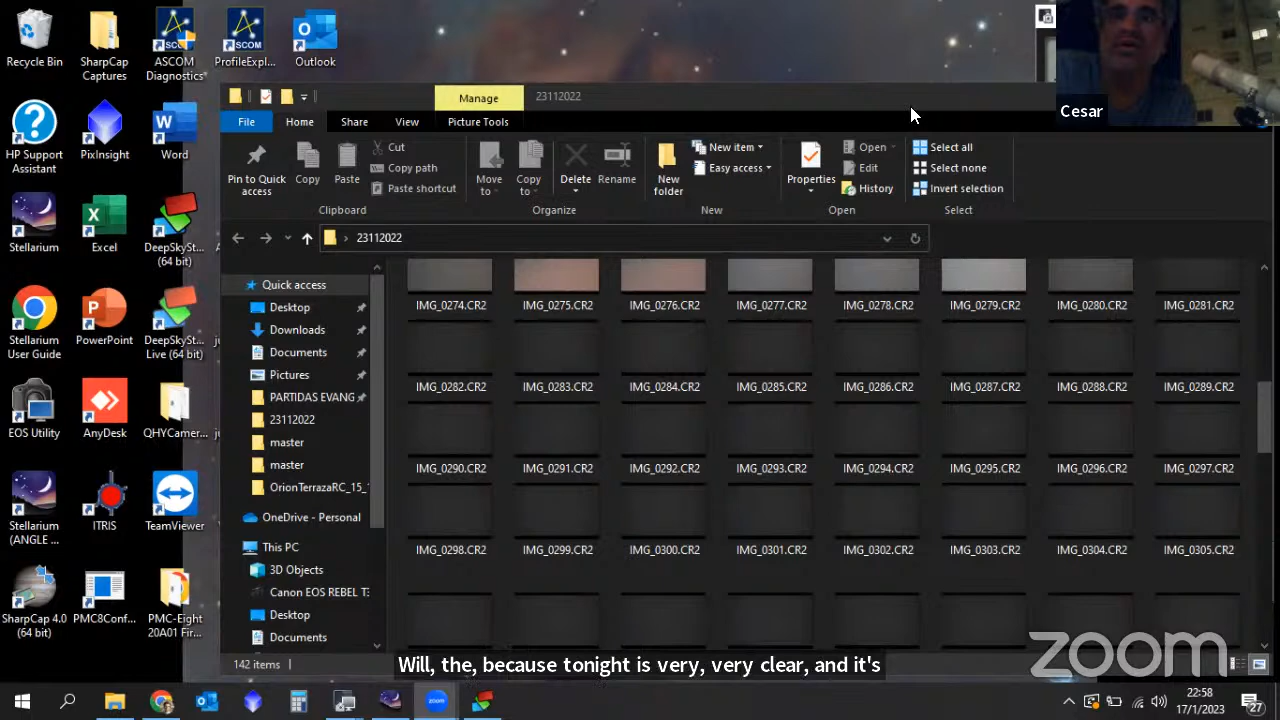 Recycle Bin
SharpCap Captures
ASCOM Diagnostics
ProfileExpl...
Outlook
HP Support Assistant
PixInsight
Word
Stellarium
Excel
DeepSkySt... (64 bit)
Stellarium User Guide
PowerPoint
DeepSkySt... Live (64 bit)
EOS Utility
AnyDesk
QHYCamer...
Stellarium (ANGLE ...
ITRIS
TeamViewer
SharpCap 4.0 (64 bit)
PMC8Conf...
PMC-Eight 20A01 Fir...
Manage
23112022
File
Home
Share
View
Picture Tools
Pin to Quick access
Copy
Paste
Cut
Copy path
Paste shortcut
Clipboard
Move to
Copy to
Delete
Rename
Organize
New folder
New item
Easy access
New
Properties
Open
Edit
History
Open
Select all
Select none
Invert selection
Select
23112022
Quick access
Desktop
Downloads
Documents
Pictures
PARTIDAS EVANG
23112022
master
master
OrionTerrazaRC_15_1
OneDrive - Personal
This PC
3D Objects
Canon EOS REBEL T3
Desktop
Documents
IMG_0274.CR2 IMG_0275.CR2 IMG_0276.CR2 IMG_0277.CR2 IMG_0278.CR2 IMG_0279.CR2 IMG_0280.CR2 IMG_0281.CR2
IMG_0282.CR2 IMG_0283.CR2 IMG_0284.CR2 IMG_0285.CR2 IMG_0286.CR2 IMG_0287.CR2 IMG_0288.CR2 IMG_0289.CR2
IMG_0290.CR2 IMG_0291.CR2 IMG_0292.CR2 IMG_0293.CR2 IMG_0294.CR2 IMG_0295.CR2 IMG_0296.CR2 IMG_0297.CR2
IMG_0298.CR2 IMG_0299.CR2 IMG_0300.CR2 IMG_0301.CR2 IMG_0302.CR2 IMG_0303.CR2 IMG_0304.CR2 IMG_0305.CR2
142 items
Cesar
Will, the, because tonight is very, very clear, and it's
zoom
zoom
22:58
17/1/2023
27